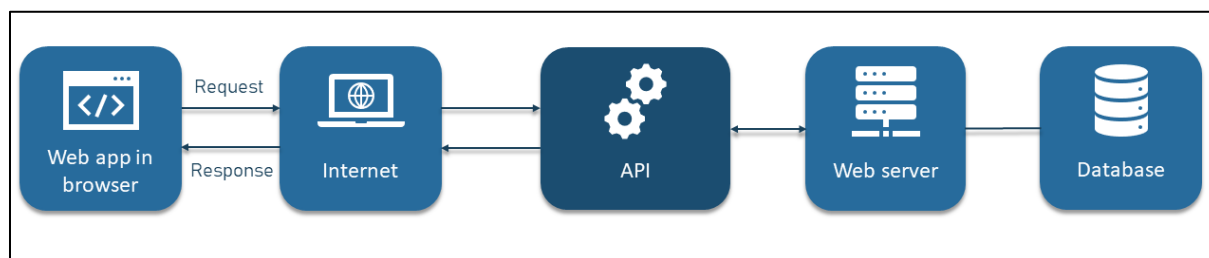 Request
Response
</>
Web app in
browser
Internet
API
Web server
Database